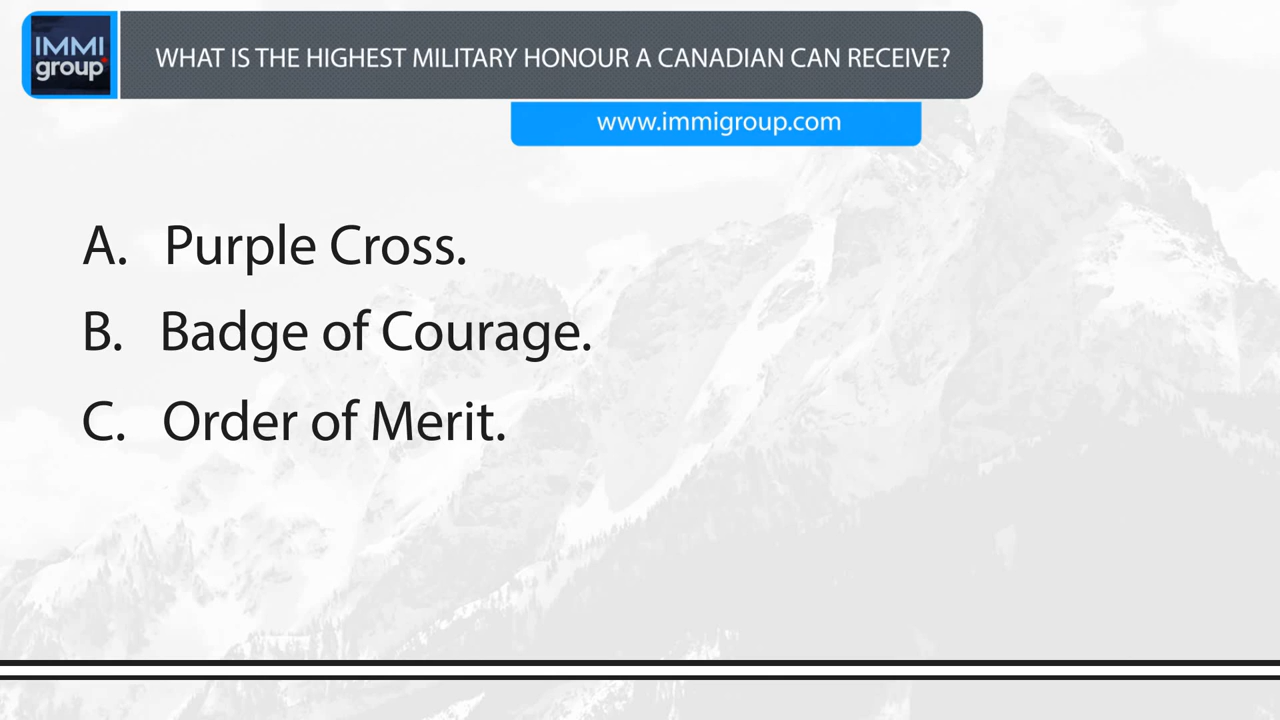 IMMI
group
WHAT IS THE HIGHEST MILITARY HONOUR A CANADIAN CAN RECEIVE?
www.immigroup.com
A. Purple Cross.
B. Badge of Courage.
C. Order of Merit.